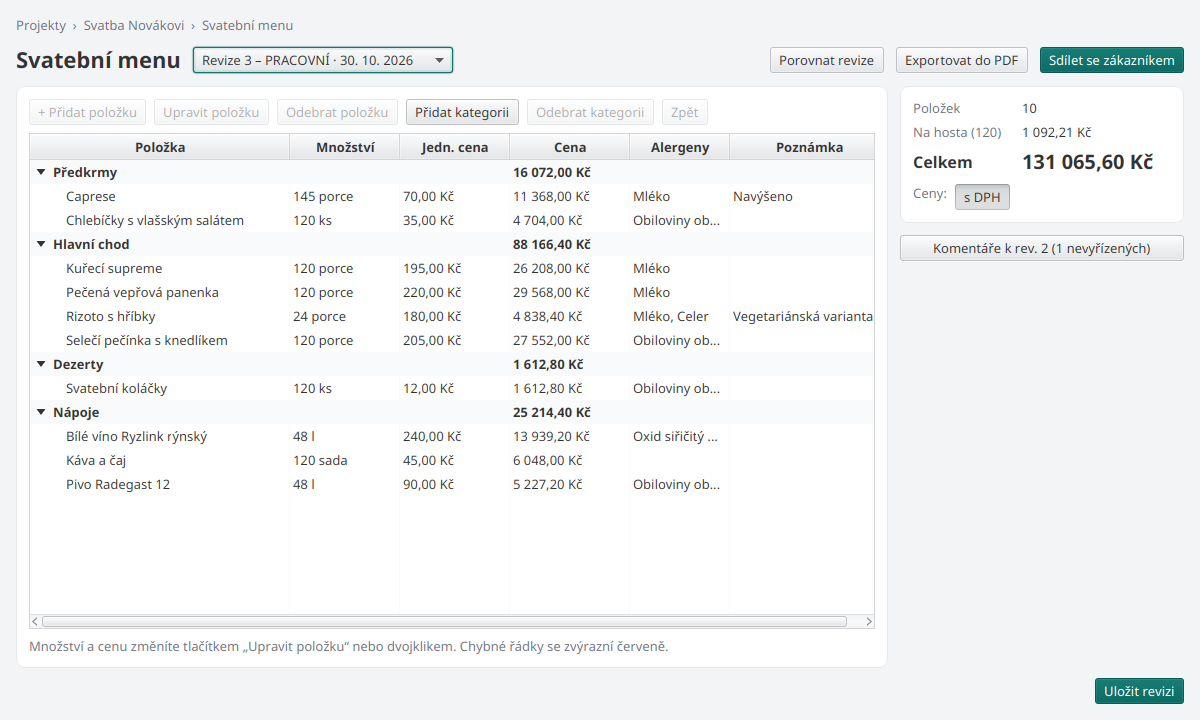 Projekty › Svatba Novákovi › Svatební menu
Svatební menu
Revize 3 – PRACOVNÍ · 30. 10. 2026
Porovnat revize
Exportovat do PDF
Sdílet se zákazníkem
+ Přidat položku
Upravit položku
Odebrat položku
Přidat kategorii
Odebrat kategorii
Zpět
Položka Množství Jedn. cena Cena Alergeny Poznámka
Předkrmy 16 072,00 Kč
Caprese 145 porce 70,00 Kč 11 368,00 Kč Mléko Navýšeno
Chlebíčky s vlašským salátem 120 ks 35,00 Kč 4 704,00 Kč Obiloviny ob...
Hlavní chod 88 166,40 Kč
Kuřecí supreme 120 porce 195,00 Kč 26 208,00 Kč Mléko
Pečená vepřová panenka 120 porce 220,00 Kč 29 568,00 Kč Mléko
Rizoto s hříbky 24 porce 180,00 Kč 4 838,40 Kč Mléko, Celer Vegetariánská varianta
Selečí pečínka s knedlíkem 120 porce 205,00 Kč 27 552,00 Kč Obiloviny ob...
Dezerty 1 612,80 Kč
Svatební koláčky 120 ks 12,00 Kč 1 612,80 Kč Obiloviny ob...
Nápoje 25 214,40 Kč
Bílé víno Ryzlink rýnský 48 l 240,00 Kč 13 939,20 Kč Oxid siřičitý ...
Káva a čaj 120 sada 45,00 Kč 6 048,00 Kč
Pivo Radegast 12 48 l 90,00 Kč 5 227,20 Kč Obiloviny ob...
Množství a cenu změníte tlačítkem „Upravit položku“ nebo dvojklikem. Chybné řádky se zvýrazní červeně.
Položek 10
Na hosta (120) 1 092,21 Kč
Celkem 131 065,60 Kč
Ceny: s DPH
Komentáře k rev. 2 (1 nevyřízených)
Uložit revizi